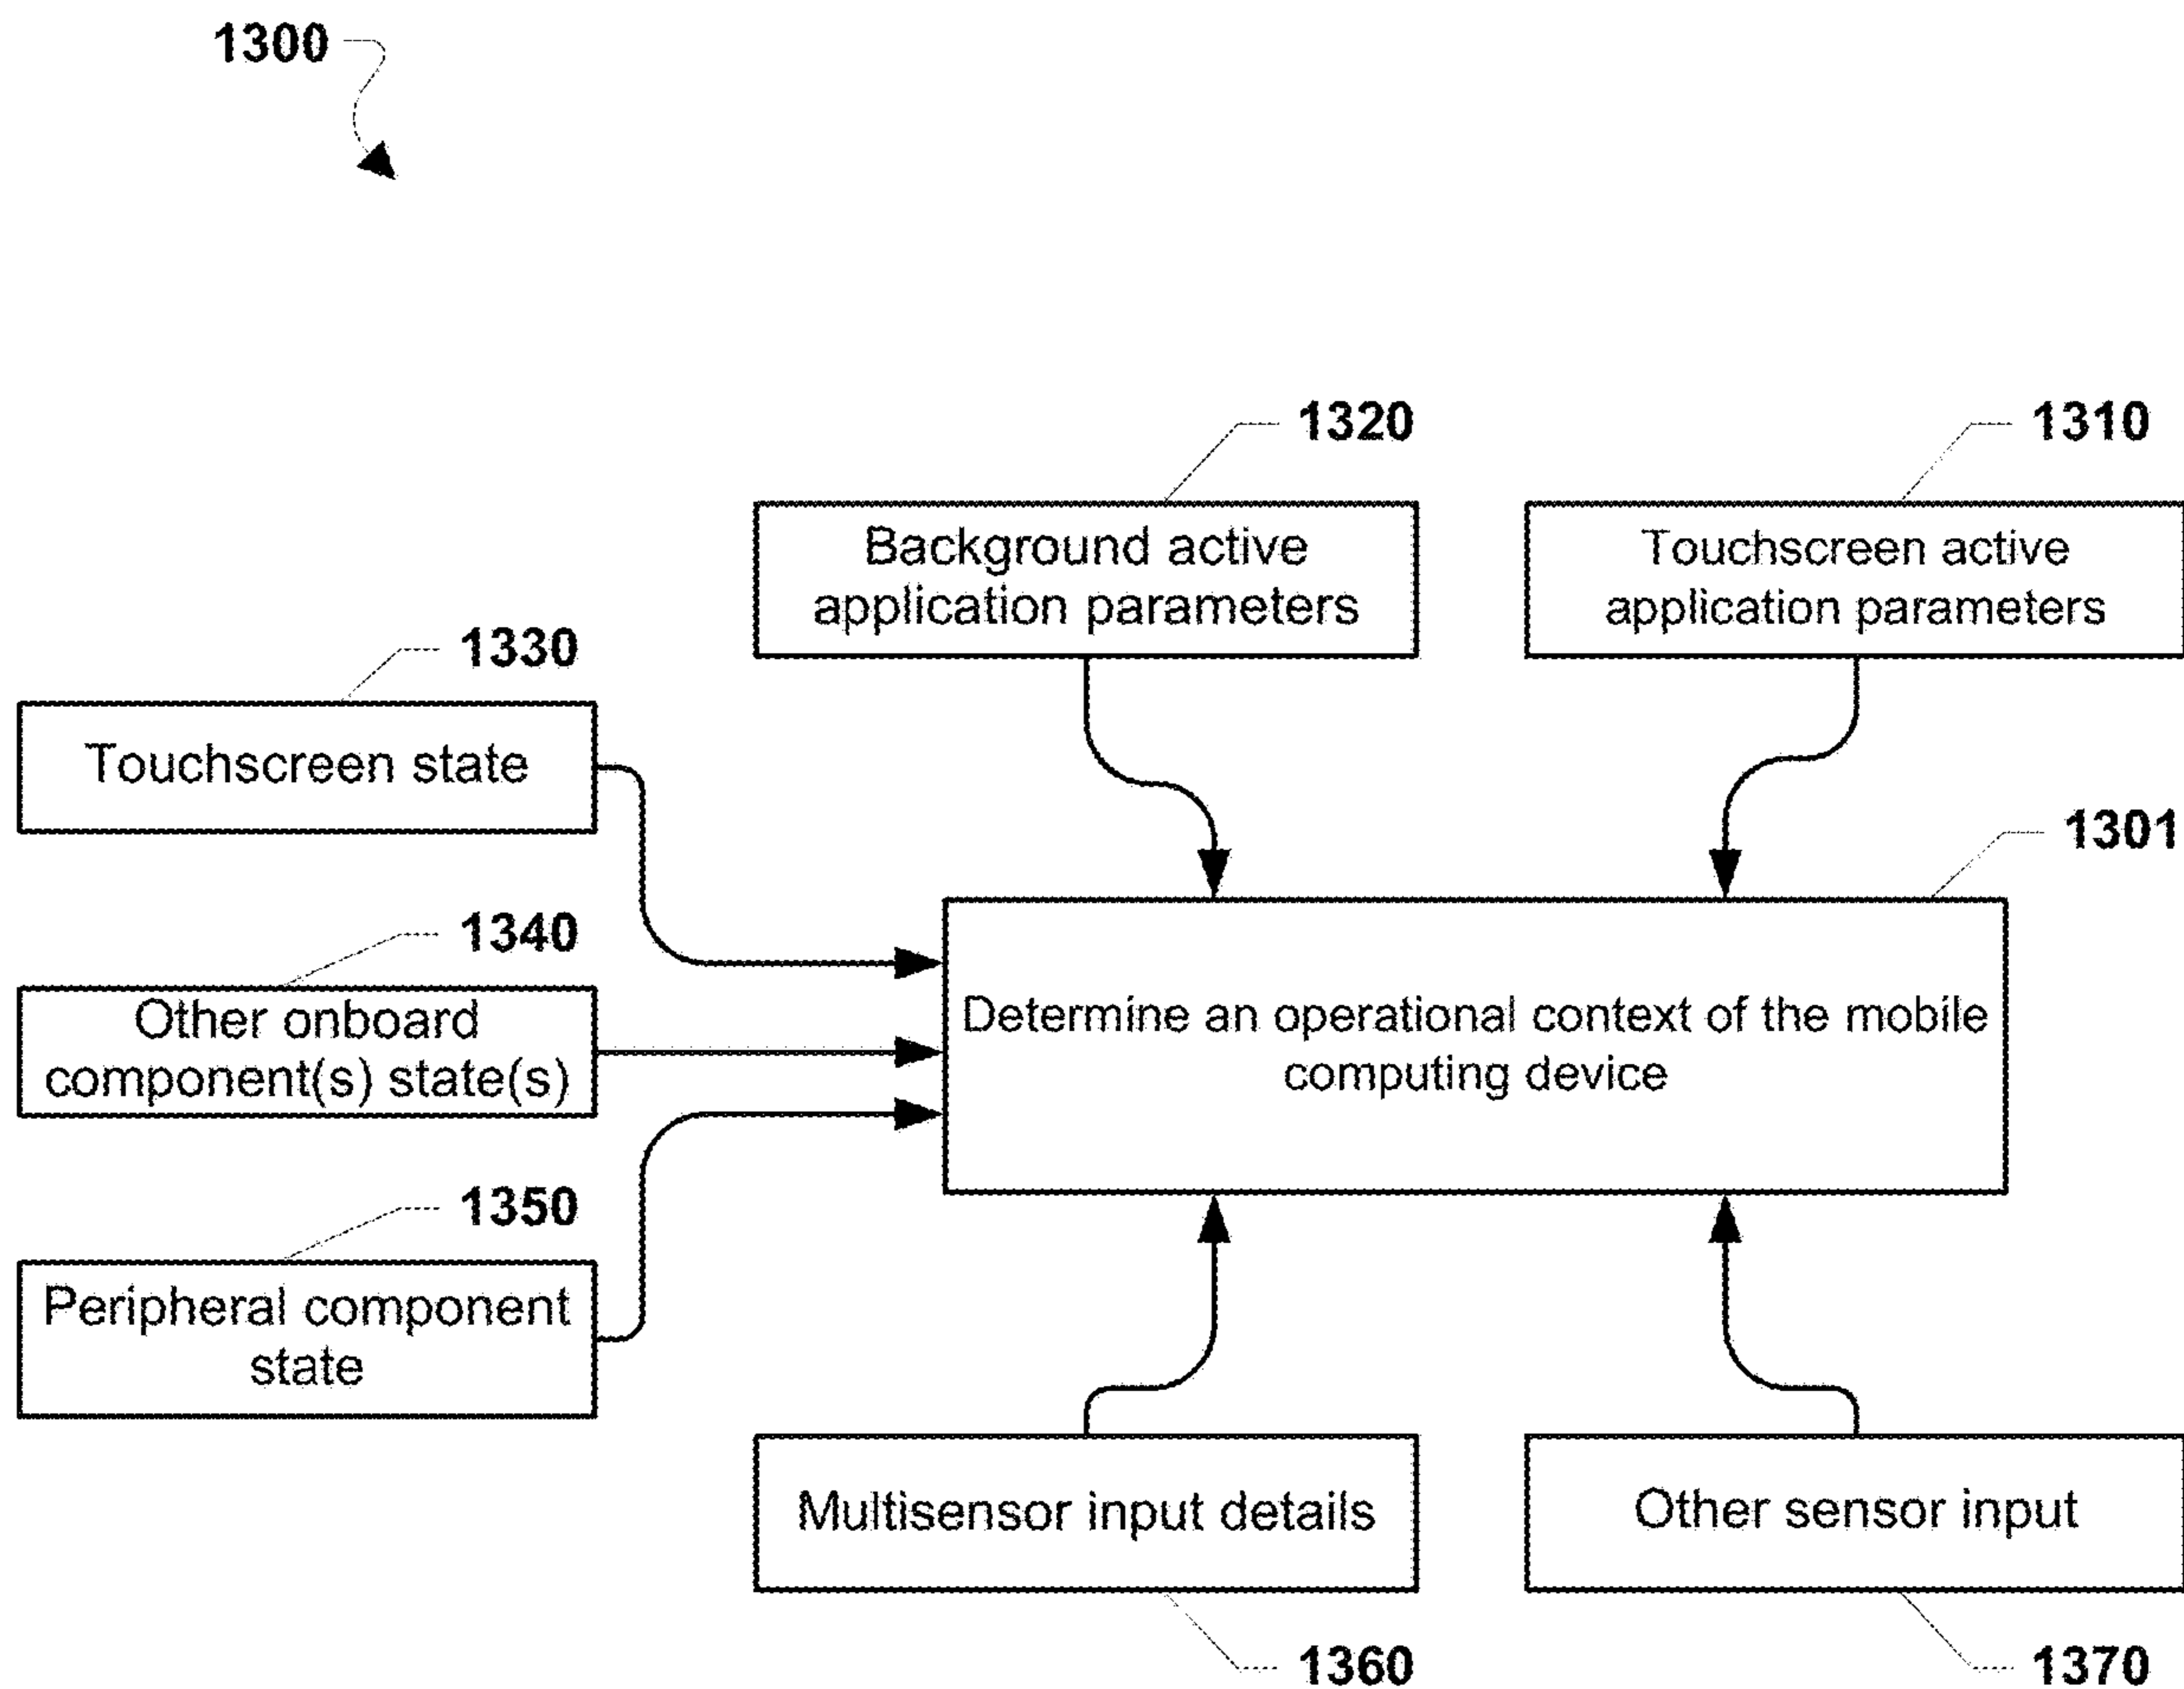 1300
1320
1310
Background active
application parameters
Touchscreen active
application parameters
1330
Touchscreen state
1301
1340
Other onboard
component(s) state(s)
Determine an operational context of the mobile
computing device
1350
Peripheral component
state
Multisensor input details
Other sensor input
1360
1370